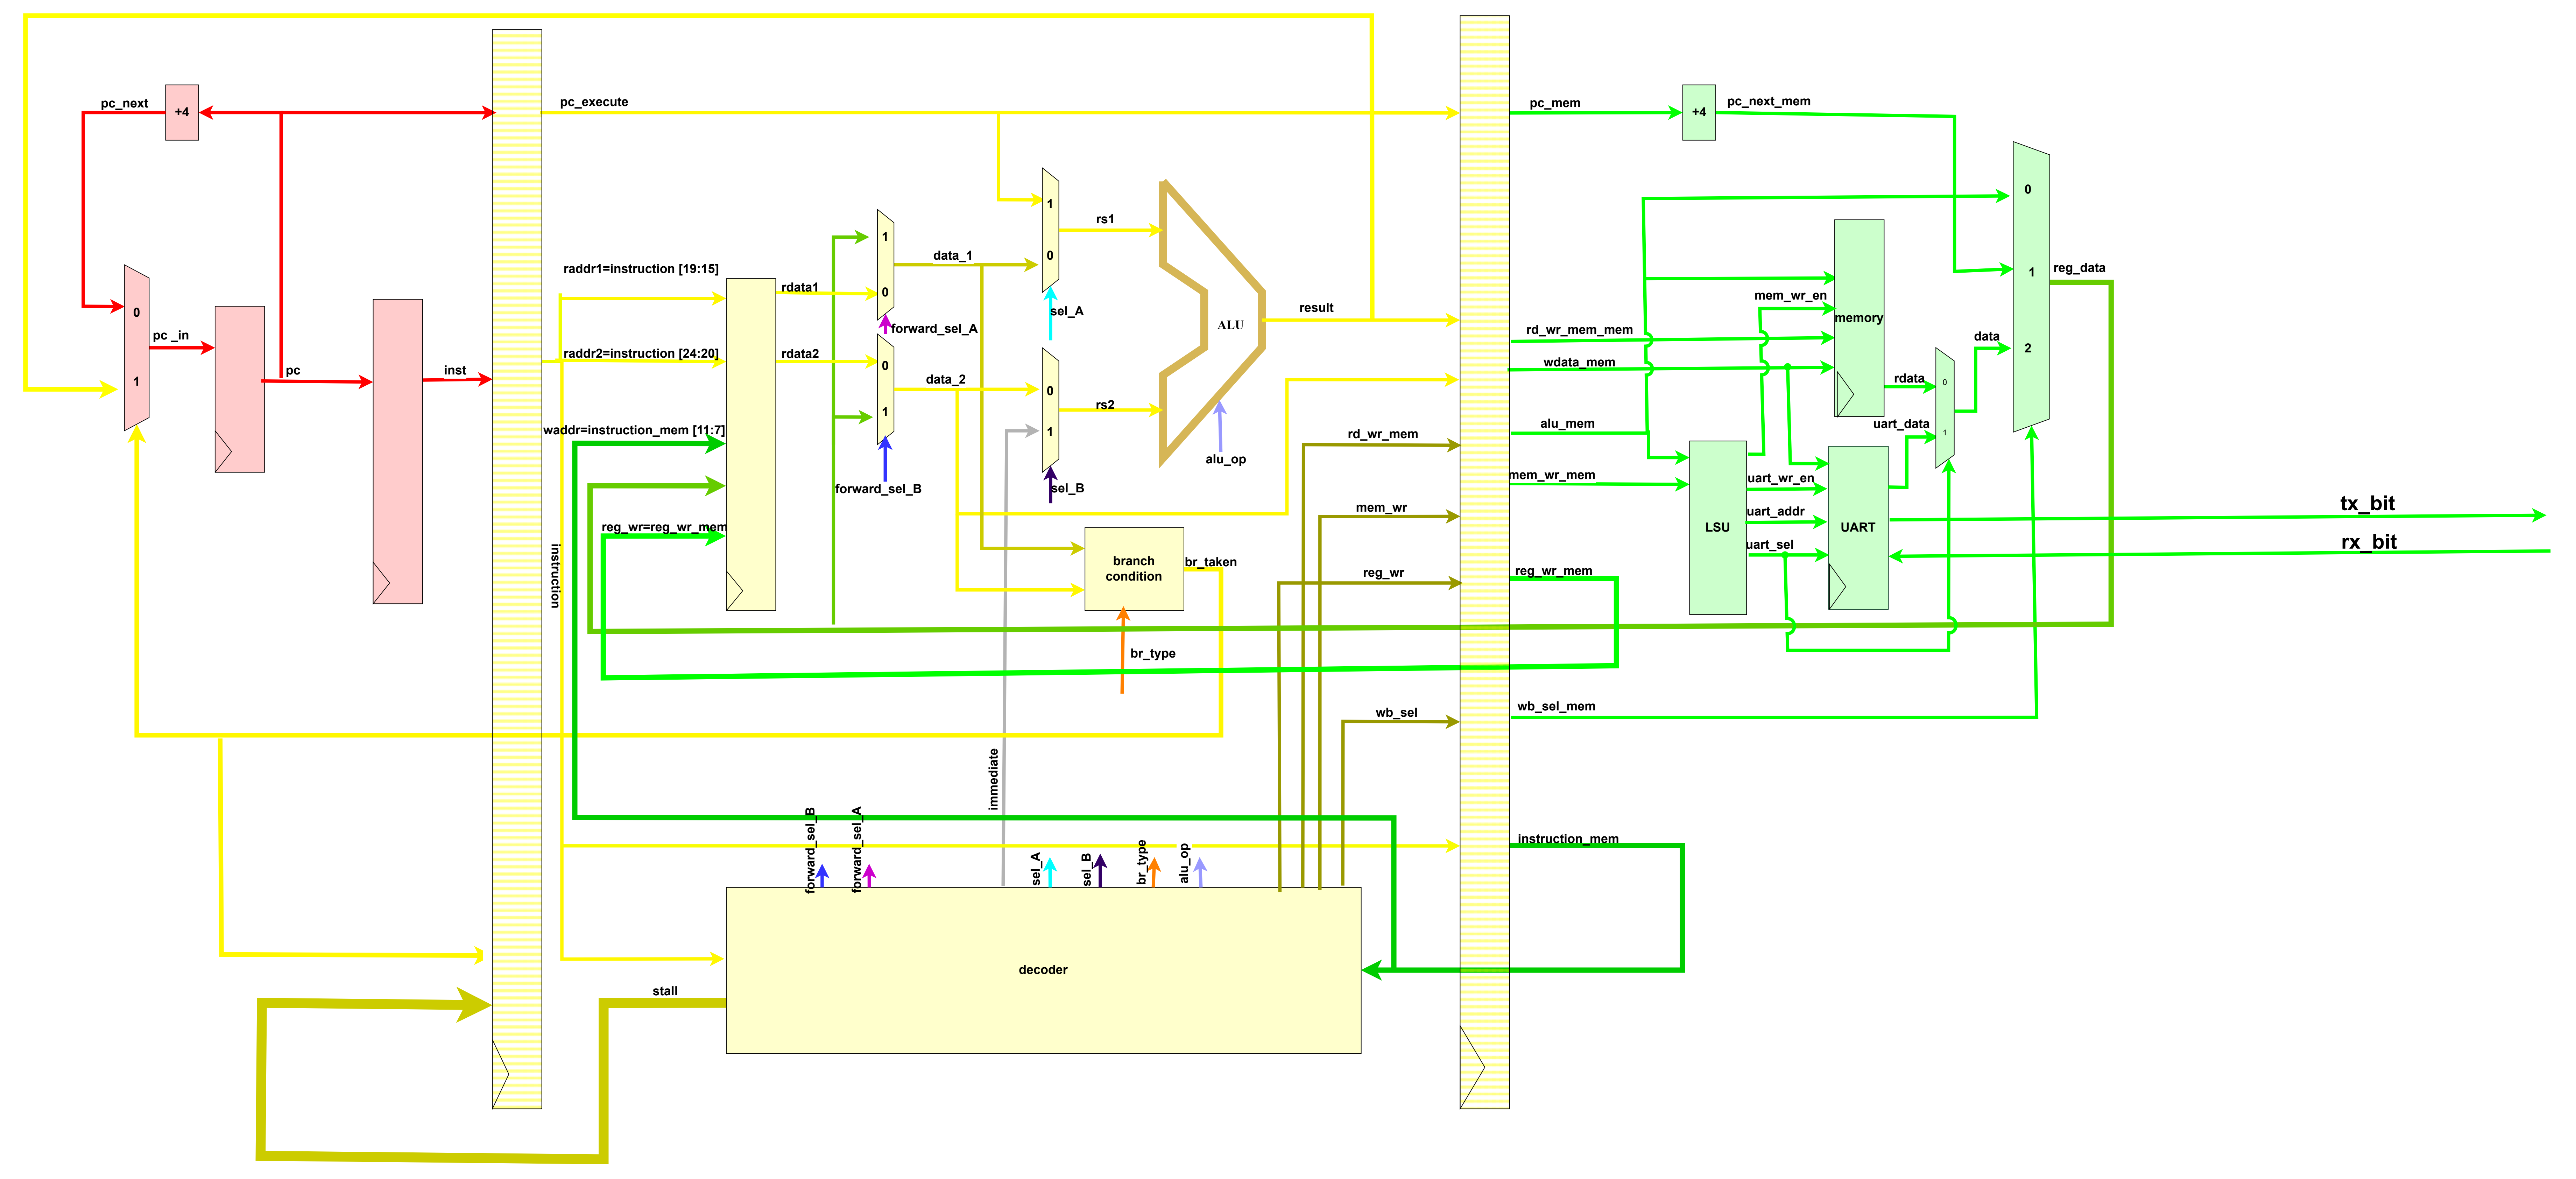 pc_next
+4
0
1
pc _in
pc
inst
pc_execute
raddr1=instruction [19:15]
raddr2=instruction [24:20]
waddr=instruction_mem [11:7]
reg_wr=reg_wr_mem
instruction
rdata1
rdata2
1
0
forward_sel_A
0
1
forward_sel_B
data_1
data_2
1
0
sel_A
0
1
sel_B
rs1
rs2
ALU
alu_op
result
branch
condition
br_taken
br_type
immediate
rd_wr_mem
mem_wr
reg_wr
wb_sel
forward_sel_B
forward_sel_A
sel_A
sel_B
br_type
alu_op
decoder
stall
pc_mem
+4
pc_next_mem
rd_wr_mem_mem
wdata_mem
alu_mem
mem_wr_mem
reg_wr_mem
wb_sel_mem
instruction_mem
mem_wr_en
memory
rdata
uart_data
0
1
data
0
1
2
reg_data
LSU
uart_wr_en
uart_addr
uart_sel
UART
tx_bit
rx_bit